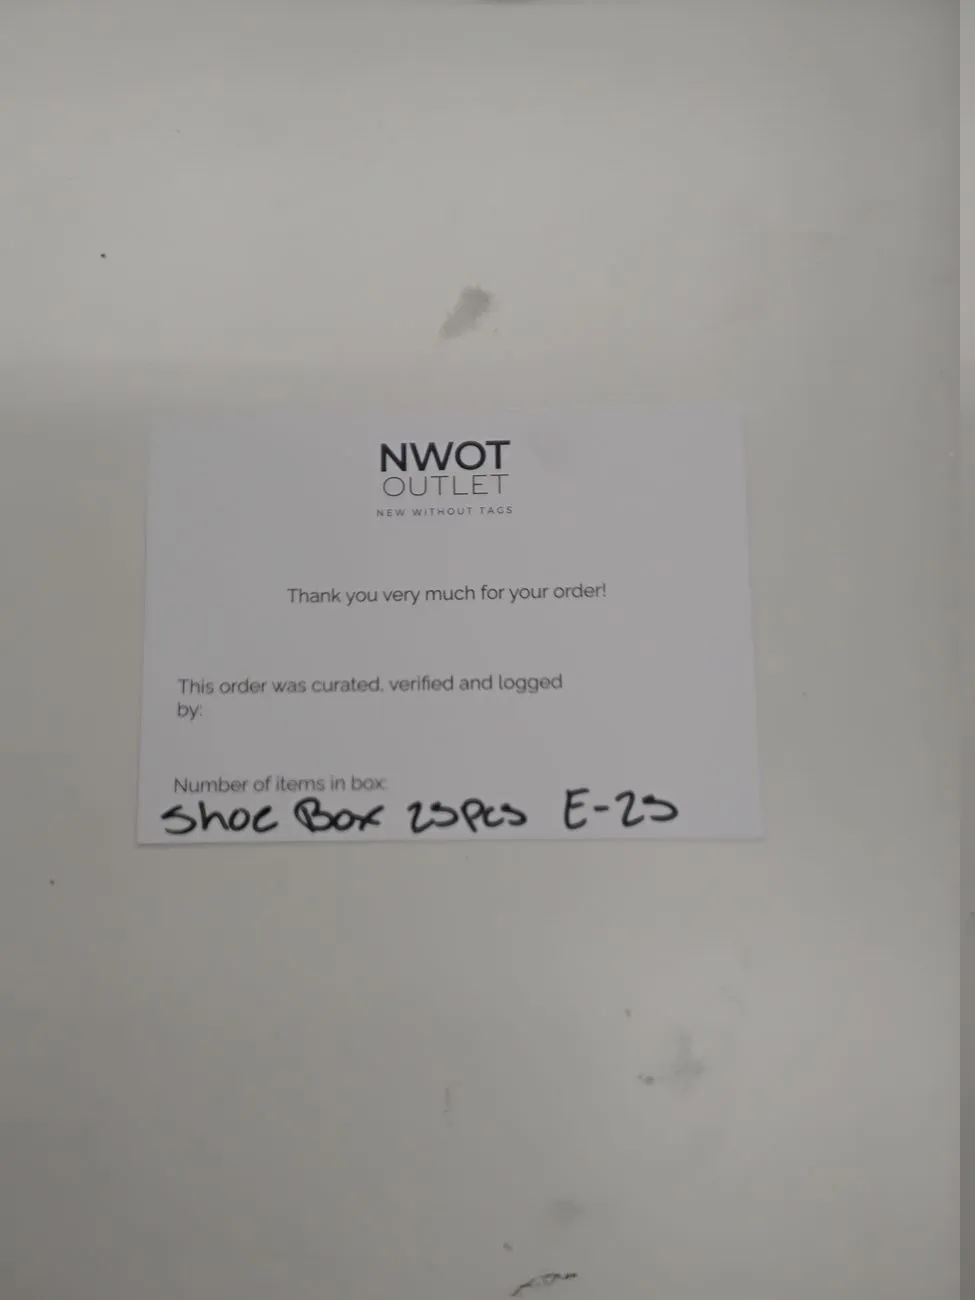 NWOT
OUTLET
NEW WITHOUT TAGS
Thank you very much for your order!
This order was curated, verified and logged
by:
Number of items in box:
Shoe Box 25Pcs E-25